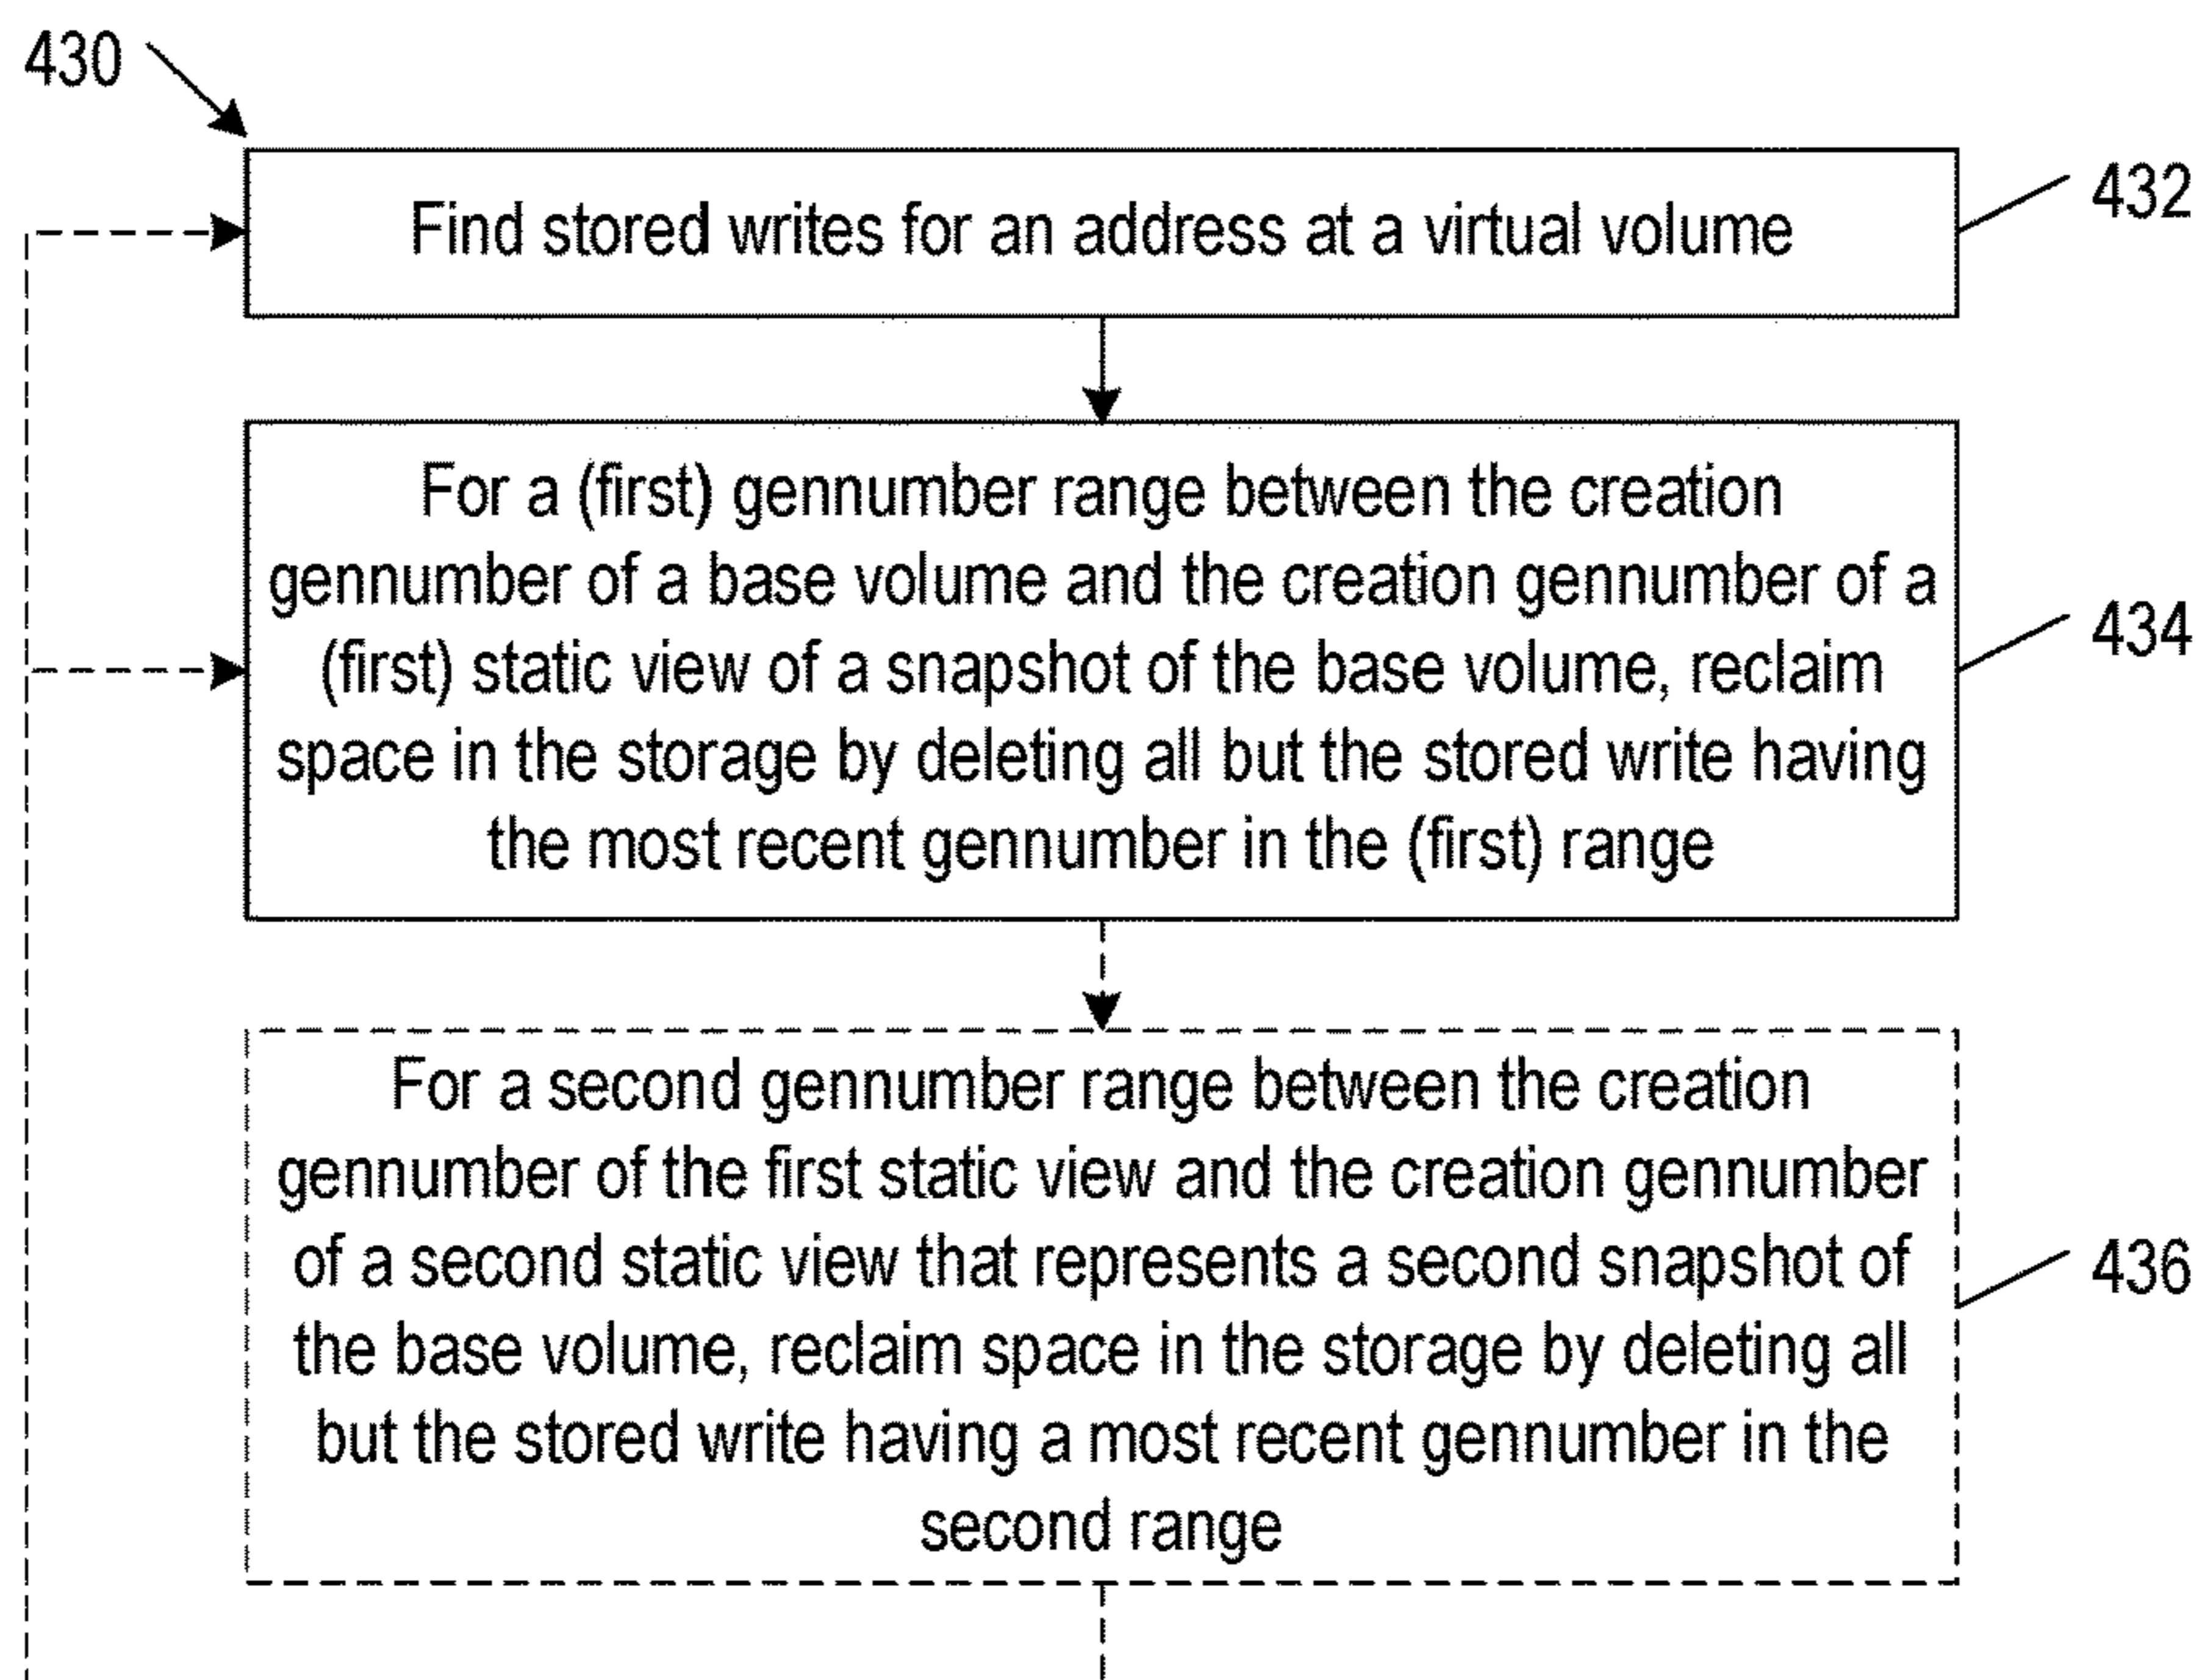 430
Find stored writes for an address at a virtual volume
432
For a (first) gennumber range between the creation
gennumber of a base volume and the creation gennumber of a
(first) static view of a snapshot of the base volume, reclaim
space in the storage by deleting all but the stored write having
the most recent gennumber in the (first) range
434
For a second gennumber range between the creation
gennumber of the first static view and the creation gennumber
of a second static view that represents a second snapshot of
the base volume, reclaim space in the storage by deleting all
but the stored write having a most recent gennumber in the
second range
436